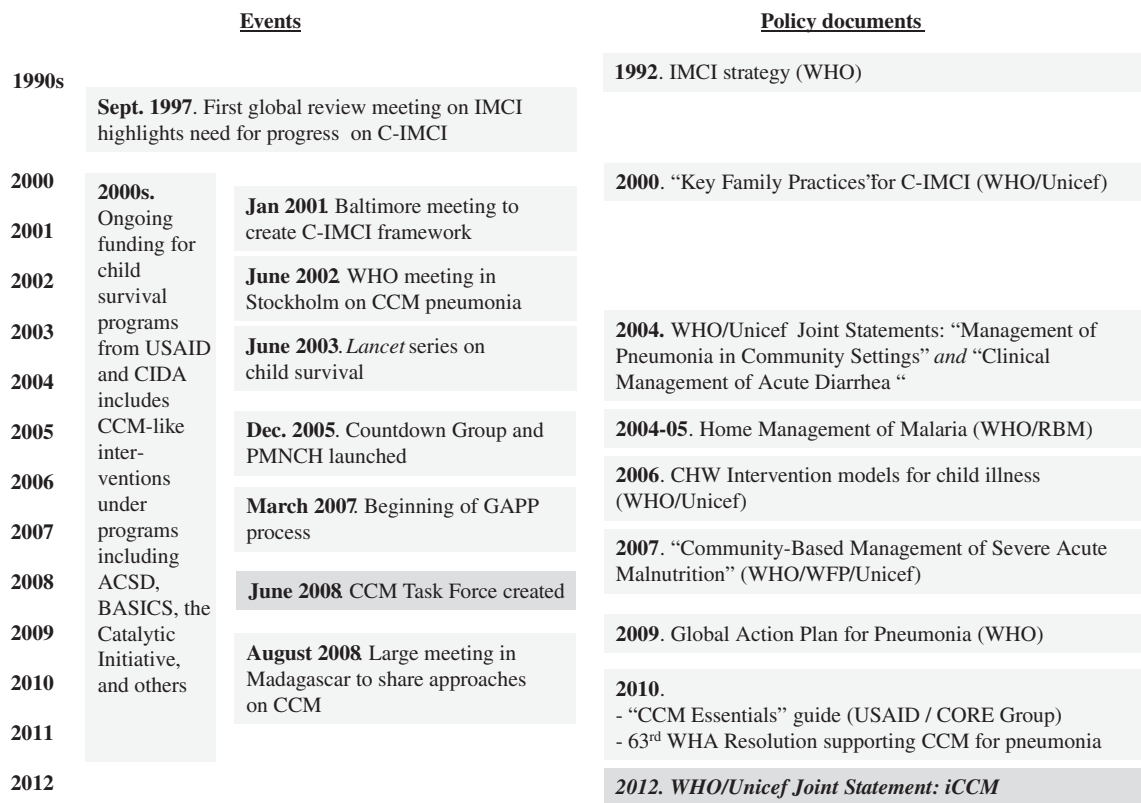 Events
Policy documents
1990s
1992. IMCI strategy (WHO)
Sept. 1997. First global review meeting on IMCI
highlights need for progress on C-IMCI
2000
2001
2002
2003
2004
2005
2006
2007
2008
2009
2010
2011
2012
2000s.
Ongoing
funding for
child
survival
programs
from USAID
and CIDA
includes
CCM-like
inter-
ventions
under
programs
including
ACSD,
BASICS, the
Catalytic
Initiative,
and others
Jan 2001. Baltimore meeting to
create C-IMCI framework
June 2002. WHO meeting in
Stockholm on CCM pneumonia
June 2003. Lancet series on
child survival
Dec. 2005. Countdown Group and
PMNCH launched
March 2007. Beginning of GAPP
process
June 2008. CCM Task Force created
August 2008. Large meeting in
Madagascar to share approaches
on CCM
2000. “Key Family Practices” for C-IMCI (WHO/Unicef)
2004. WHO/Unicef Joint Statements: “Management of
Pneumonia in Community Settings” and “Clinical
Management of Acute Diarrhea “
2004-05. Home Management of Malaria (WHO/RBM)
2006. CHW Intervention models for child illness
(WHO/Unicef)
2007. “Community-Based Management of Severe Acute
Malnutrition” (WHO/WFP/Unicef)
2009. Global Action Plan for Pneumonia (WHO)
2010.
- “CCM Essentials” guide (USAID / CORE Group)
- 63rd WHA Resolution supporting CCM for pneumonia
2012. WHO/Unicef Joint Statement: iCCM